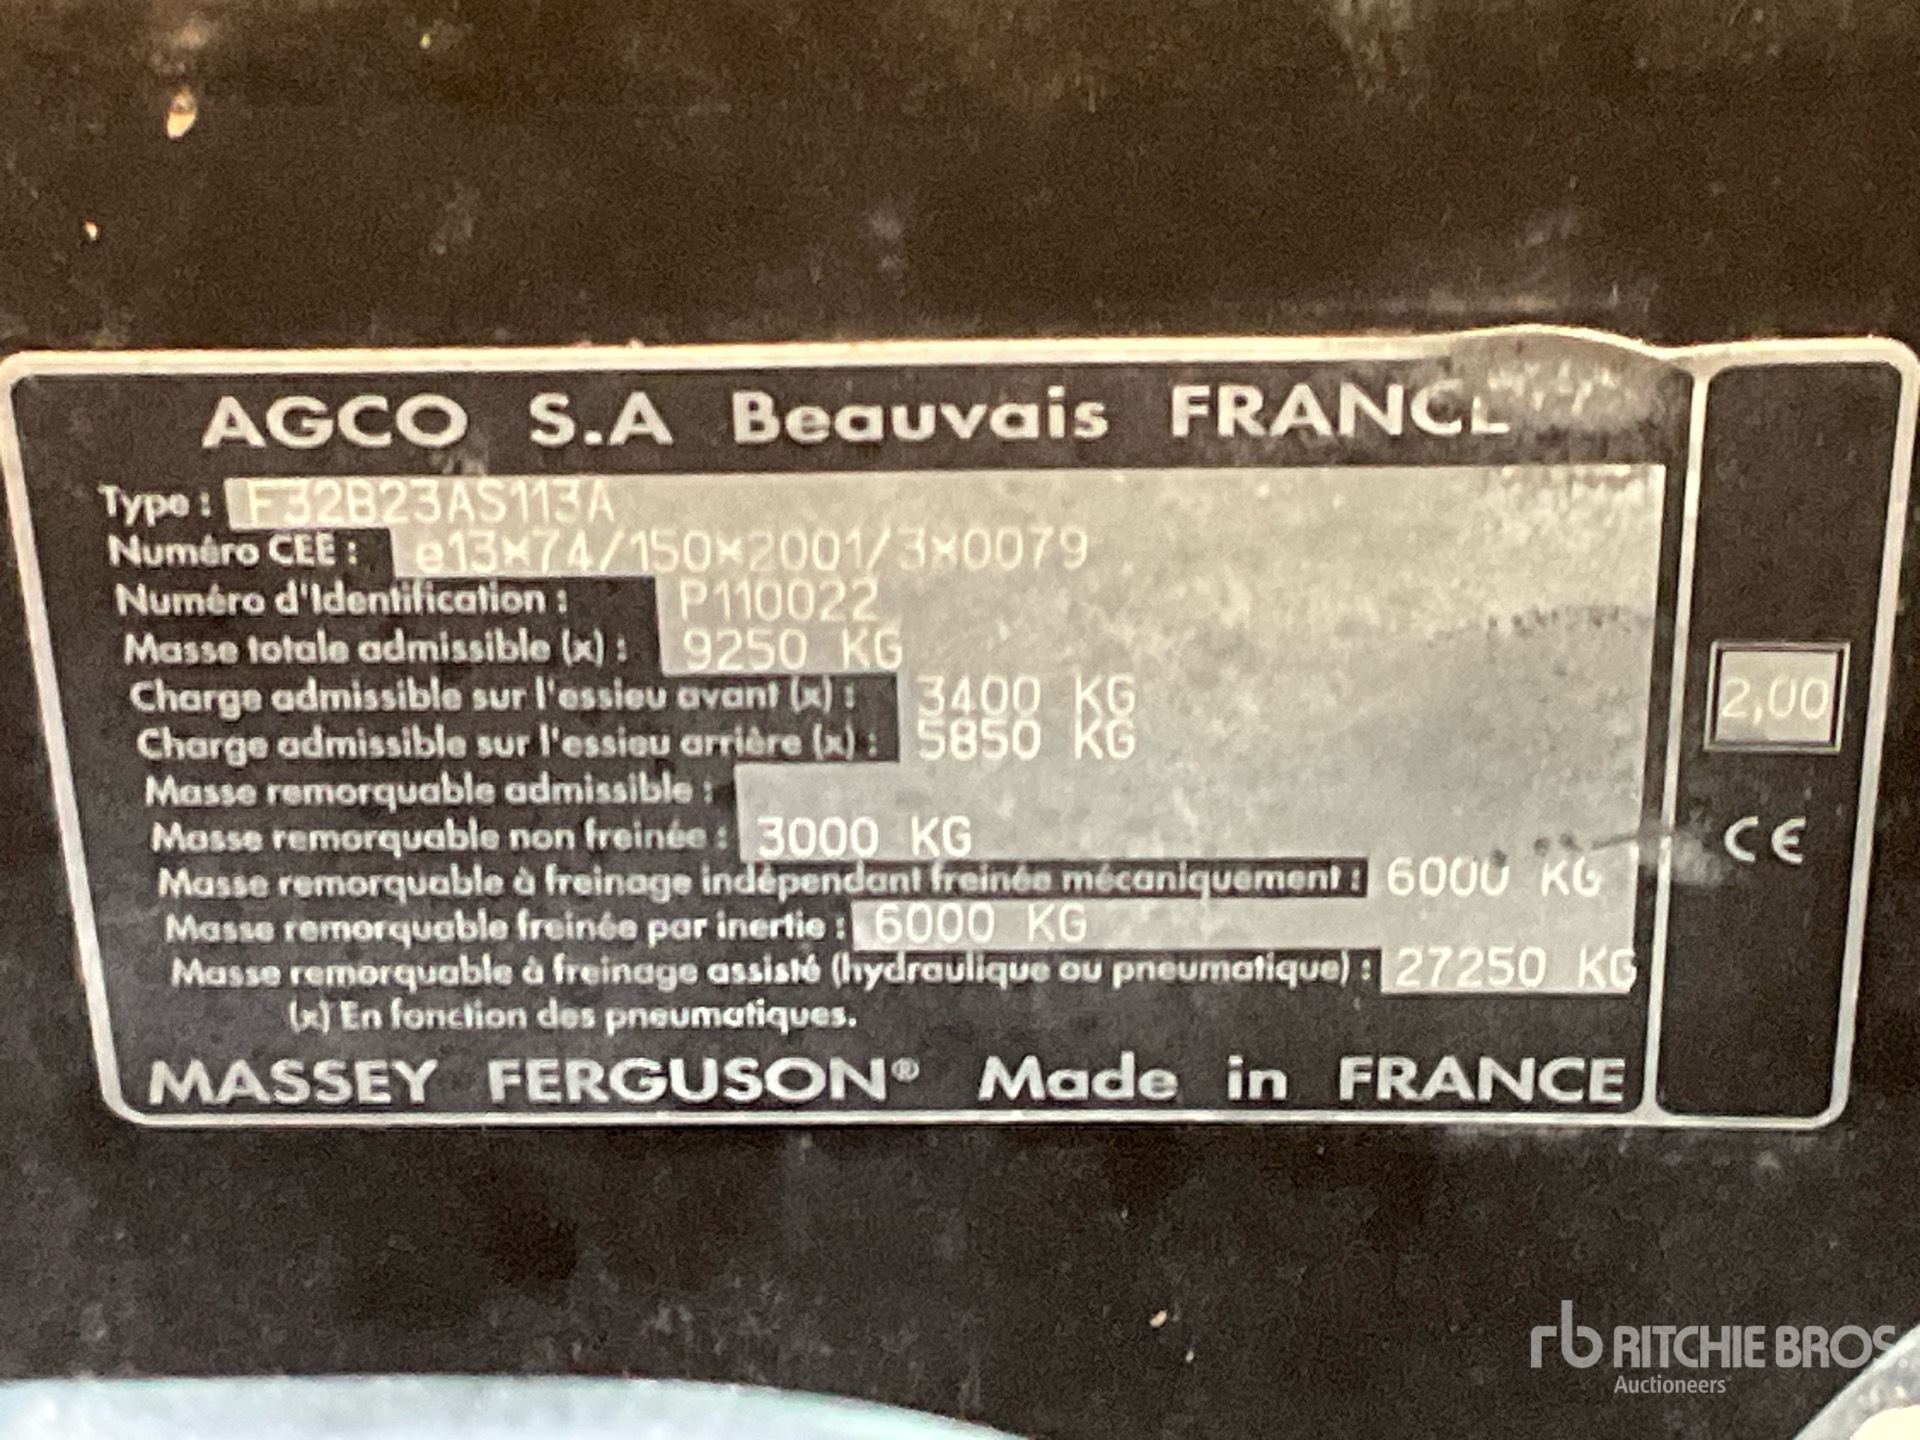 AGCO S.A Beauvais FRANCE
Type : F32B23AS113A
Numéro CEE : e13*74/150*2001/3*0079
Numéro d'Identification : P110022
Masse totale admissible (x) : 9250 KG
Charge admissible sur l'essieu avant (x) : 3400 KG
Charge admissible sur l'essieu arrière (x) : 5850 KG
Masse remorquable admissible :
Masse remorquable non freinée : 3000 KG
Masse remorquable à freinage indépendant freinée mécaniquement : 6000 KG
Masse remorquable freinée par inertie : 6000 KG
Masse remorquable à freinage assisté (hydraulique ou pneumatique) : 27250 KG
(x) En fonction des pneumatiques.
MASSEY FERGUSON® Made in FRANCE
2,00
CE
rb RITCHIE BROS.
Auctioneers